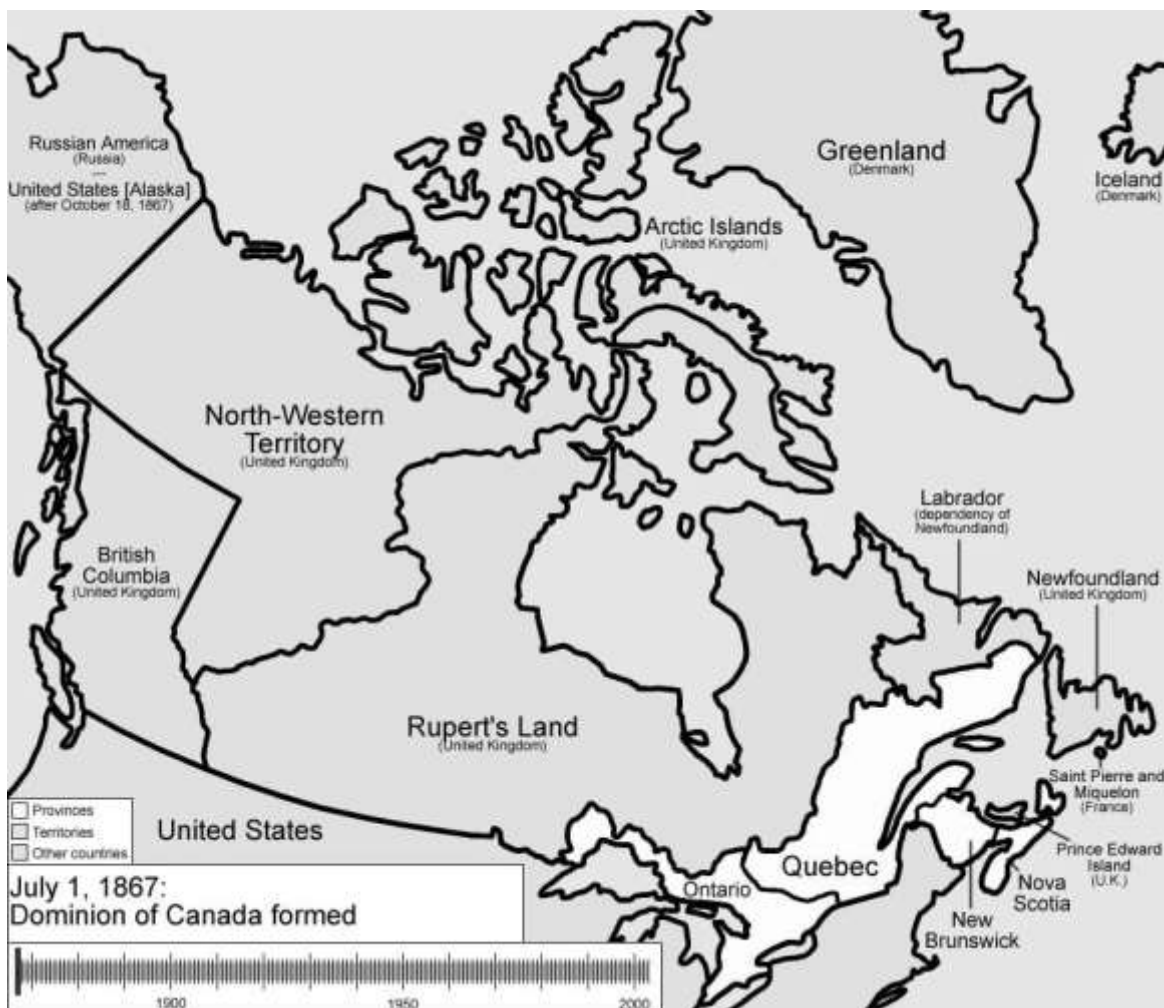 Russian America
(Russia)
—
United States [Alaska]
(after October 18, 1867)
Greenland
(Denmark)
Iceland
(Denmark)
Arctic Islands
(United Kingdom)
North-Western
Territory
(United Kingdom)
Labrador
(dependency of
Newfoundland)
British
Columbia
(United Kingdom)
Newfoundland
(United Kingdom)
Rupert's Land
(United Kingdom)
Saint Pierre and
Miquelon
(France)
Provinces
Territories
Other countries
United States
Prince Edward
Island
(U.K.)
Quebec
Ontario
Nova
Scotia
New
Brunswick
July 1, 1867:
Dominion of Canada formed
1900
1950
2000